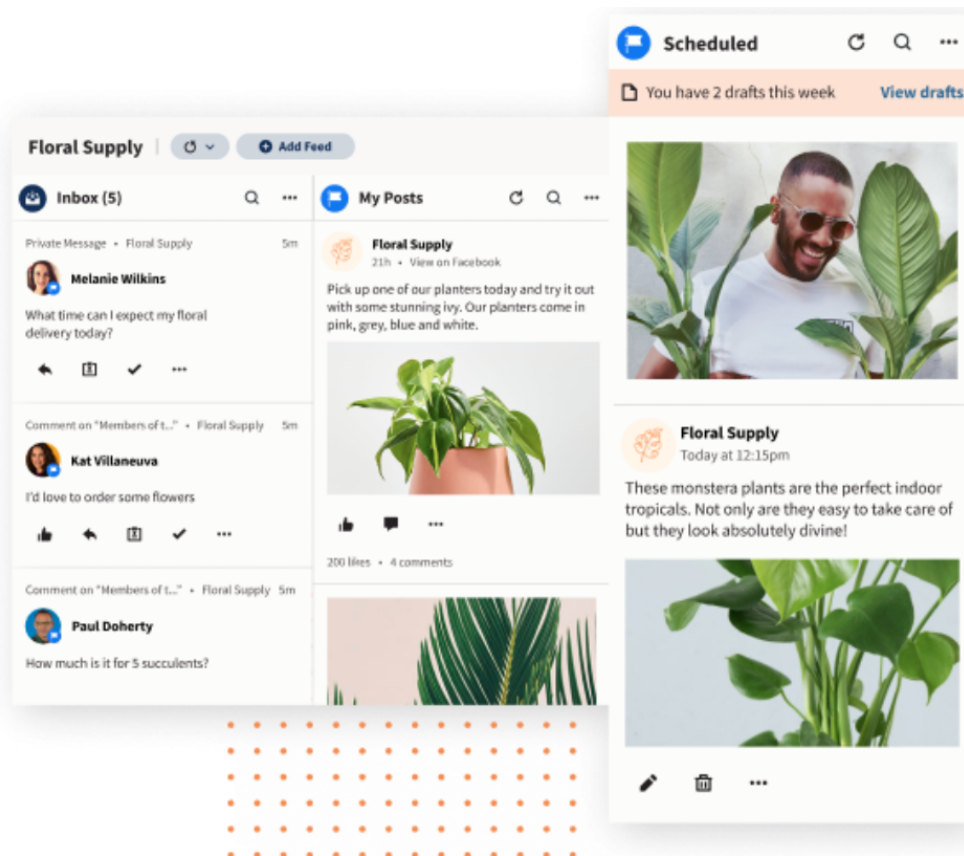 Floral Supply
Add Feed
Inbox (5)
Private Message • Floral Supply 5m
Melanie Wilkins
What time can I expect my floral
delivery today?
Comment on "Members of t..." • Floral Supply 5m
Kat Villaneuva
I'd love to order some flowers
Comment on "Members of t..." • Floral Supply 5m
Paul Doherty
How much is it for 5 succulents?
My Posts
Floral Supply
21h • View on Facebook
Pick up one of our planters today and try it out
with some stunning ivy. Our planters come in
pink, grey, blue and white.
200 likes • 4 comments
Scheduled
You have 2 drafts this week View drafts
Floral Supply
Today at 12:15pm
These monstera plants are the perfect indoor
tropicals. Not only are they easy to take care of
but they look absolutely divine!